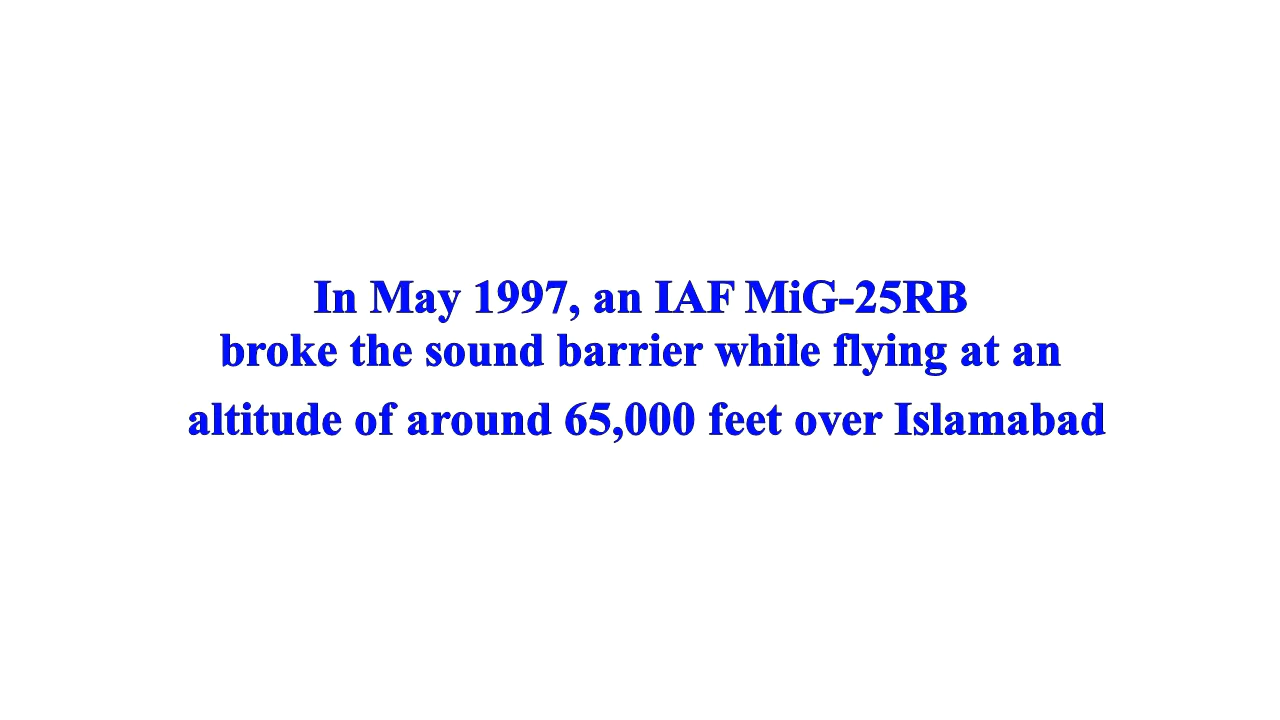 In May 1997, an IAF MiG-25RB
broke the sound barrier while flying at an
altitude of around 65,000 feet over Islamabad